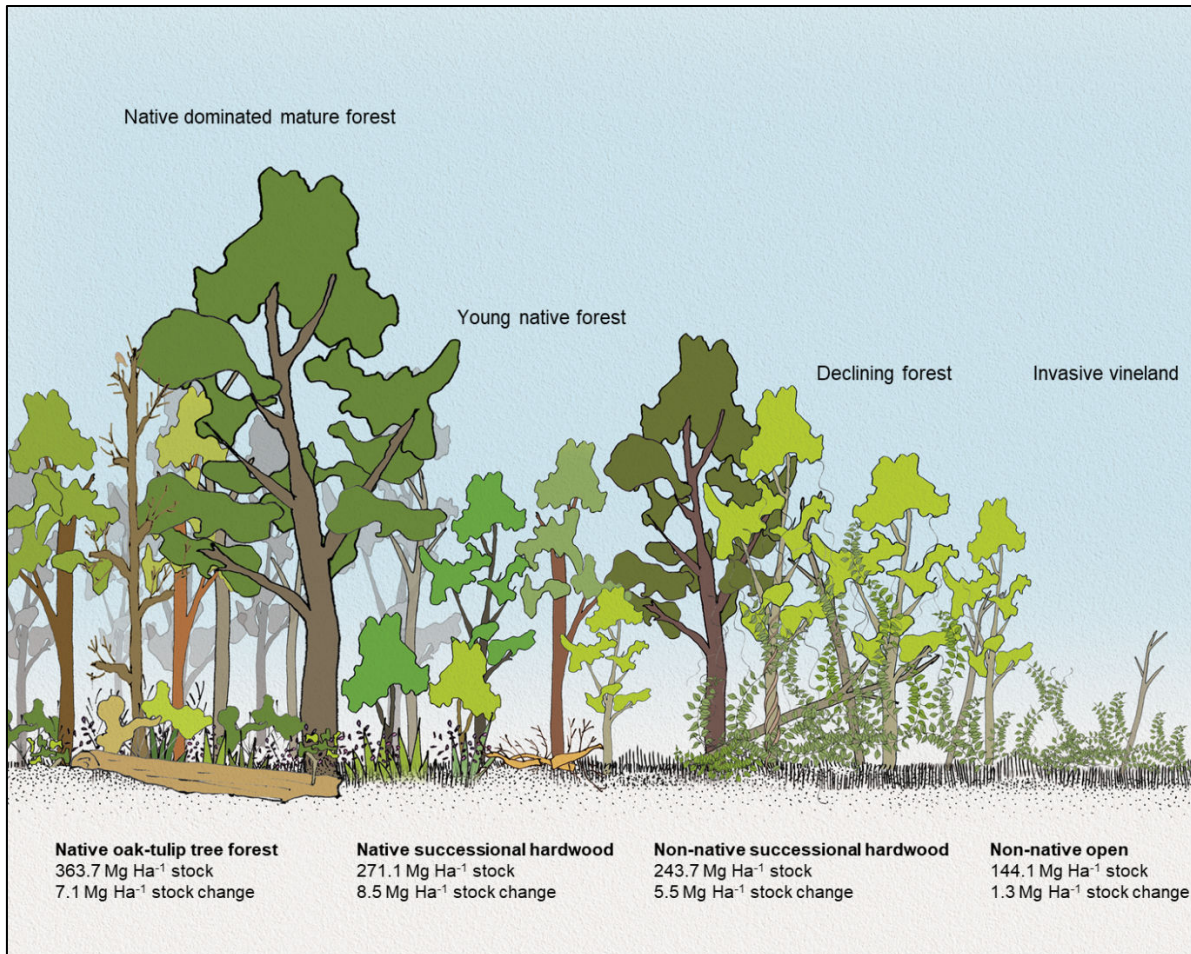 Native dominated mature forest
Young native forest
Declining forest
Invasive vineland
Native oak-tulip tree forest
363.7 Mg Ha⁻¹ stock
7.1 Mg Ha⁻¹ stock change
Native successional hardwood
271.1 Mg Ha⁻¹ stock
8.5 Mg Ha⁻¹ stock change
Non-native successional hardwood
243.7 Mg Ha⁻¹ stock
5.5 Mg Ha⁻¹ stock change
Non-native open
144.1 Mg Ha⁻¹ stock
1.3 Mg Ha⁻¹ stock change